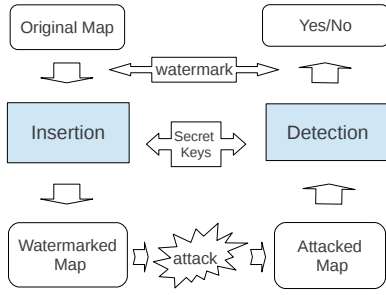 Original Map
Yes/No
watermark
Insertion
Secret
Keys
Detection
Watermarked
Map
attack
Attacked
Map